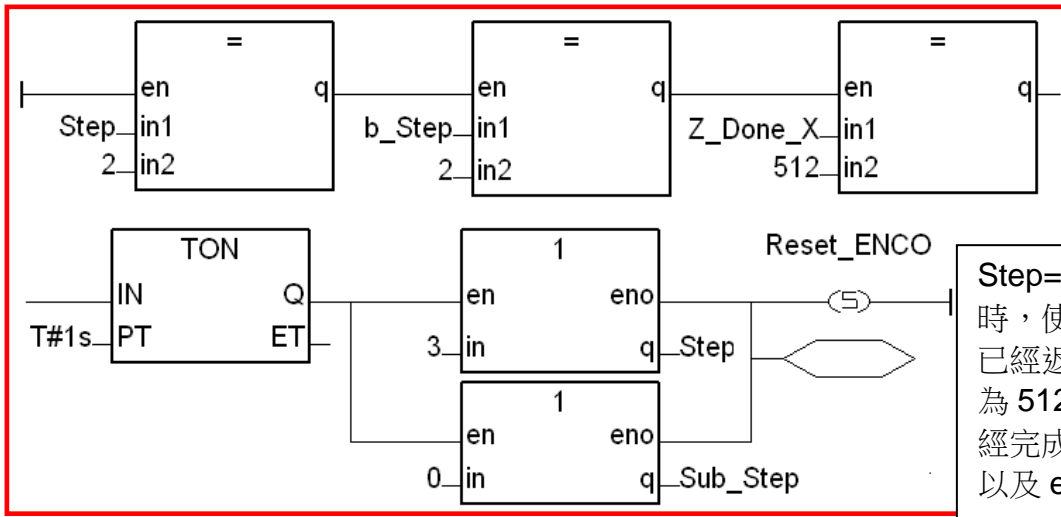 = = =
en q en q en q
Step in1 b_Step in1 Z_Done_X in1
2 in2 2 in2 512 in2
TON 1 Reset_ENCO
IN Q en eno S
T#1s PT ET 3 in q Step
1
en eno
0 in q Sub_Step
Step=
時，使
已經返
為 512
經完成
以及 e